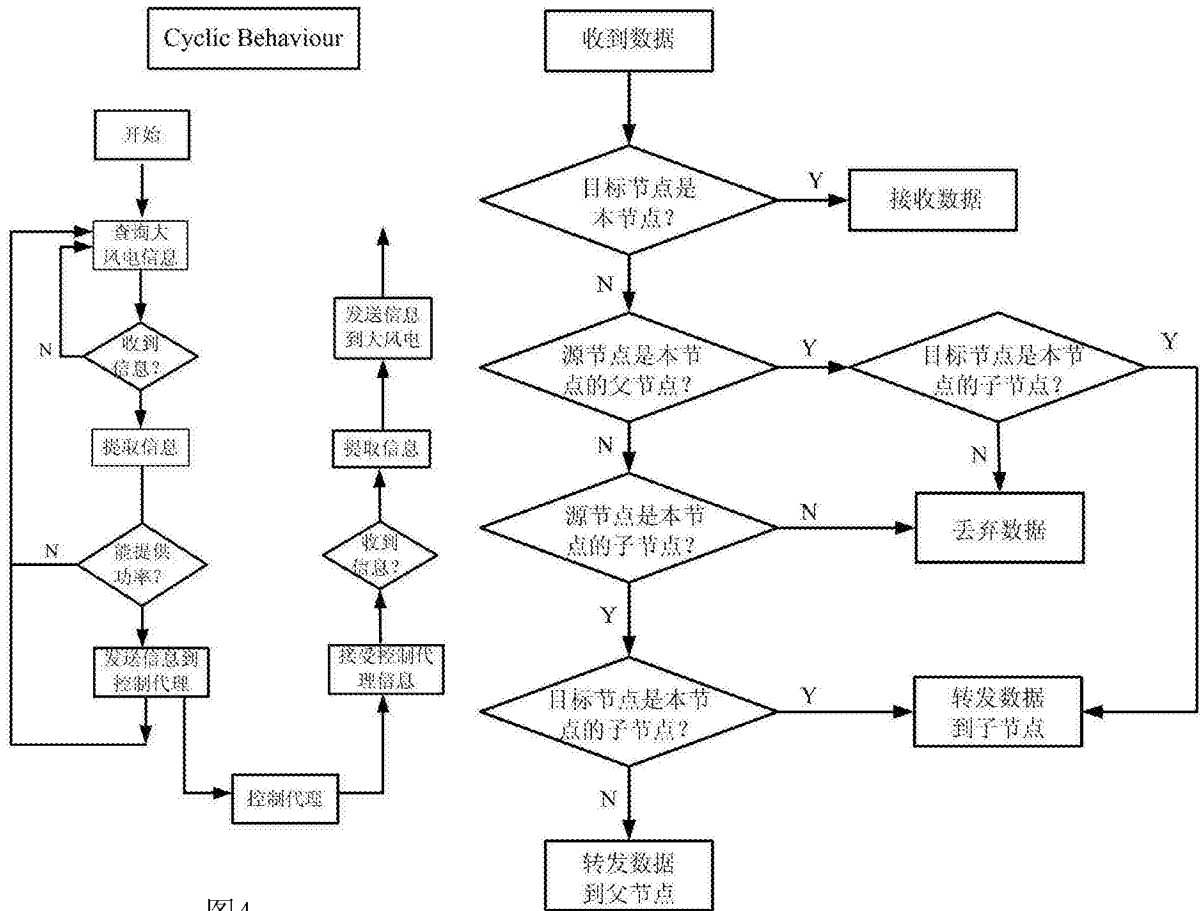 Cyclic Behaviour
开始
查询大
风电信息
收到
信息？
N
提取信息
能提供
功率？
N
发送信息到
控制代理
控制代理
接受控制代
理信息
收到
信息？
提取信息
发送信息
到大风电
收到数据
目标节点是
本节点？
Y
接收数据
N
源节点是本节
点的父节点？
Y
目标节点是本节
点的子节点？
Y
N
N
源节点是本节
点的子节点？
N
丢弃数据
Y
目标节点是本节
点的子节点？
Y
转发数据
到子节点
N
转发数据
到父节点
图4